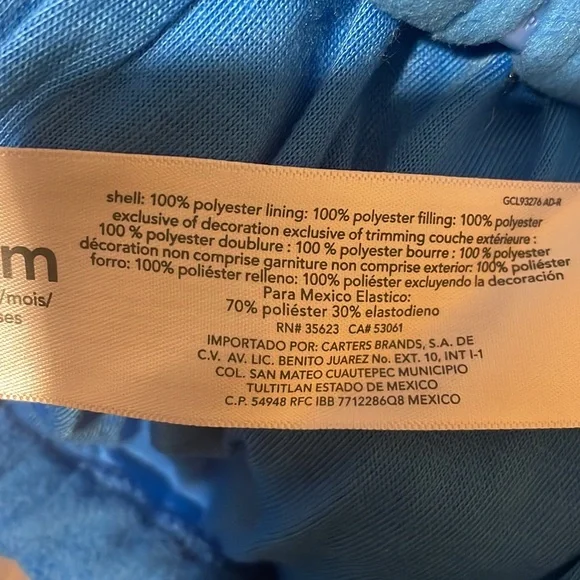 GCL93276 AD-R
shell: 100% polyester lining: 100% polyester filling: 100% polyester
exclusive of decoration exclusive of trimming couche extérieure :
100 % polyester doublure : 100 % polyester bourre : 100 % polyester
décoration non comprise garniture non comprise exterior: 100% poliéster
forro: 100% poliéster relleno: 100% poliéster excluyendo la decoración
Para Mexico Elastico:
70% poliéster 30% elastodieno
RN# 35623 CA# 53061
IMPORTADO POR: CARTERS BRANDS, S.A. DE
C.V. AV. LIC. BENITO JUAREZ No. EXT. 10, INT I-1
COL. SAN MATEO CUAUTEPEC MUNICIPIO
TULTITLAN ESTADO DE MEXICO
C.P. 54948 RFC IBB 7712286Q8 MEXICO
m
/mois/
ses